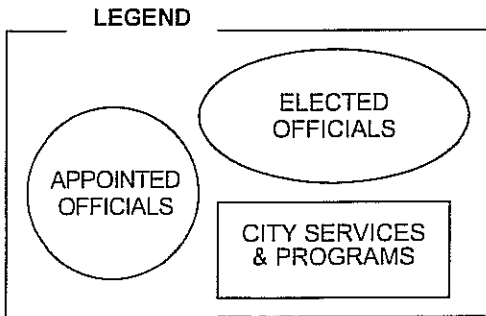 LEGEND
ELECTED
OFFICIALS
APPOINTED
OFFICIALS
CITY SERVICES
& PROGRAMS